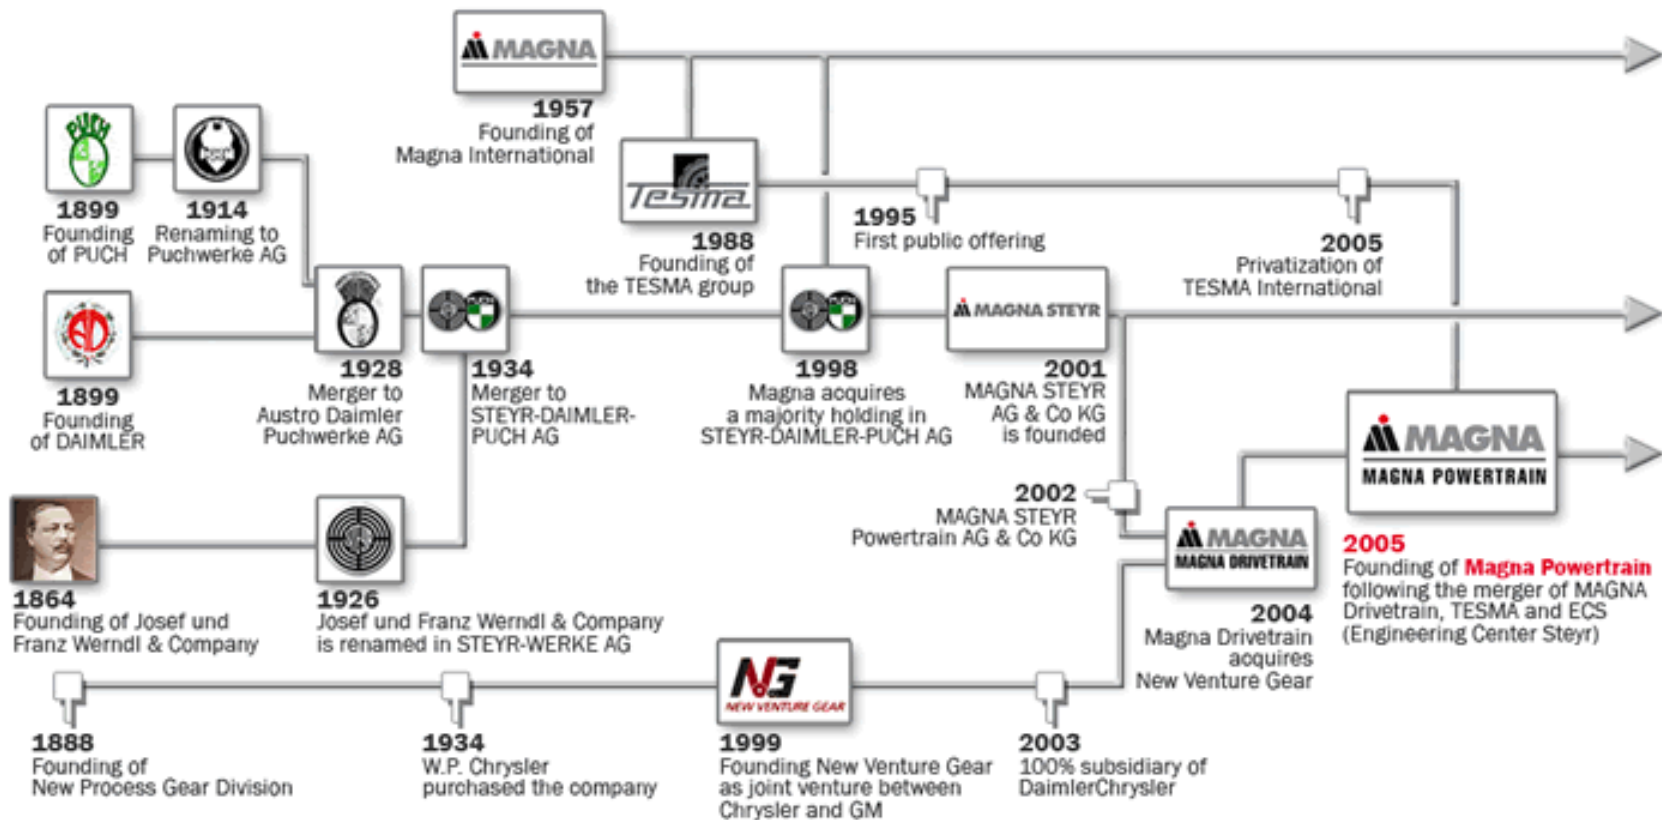 MAGNA
1957
Founding of
Magna International
PUCH
1899
Founding
of PUCH
1914
Renaming to
Puchwerke AG
Tesma
1988
Founding of
the TESMA group
1995
First public offering
2005
Privatization of
TESMA International
AD
1899
Founding
of DAIMLER
1928
Merger to
Austro Daimler
Puchwerke AG
PUCH
1934
Merger to
STEYR-DAIMLER-
PUCH AG
PUCH
1998
Magna acquires
a majority holding in
STEYR-DAIMLER-PUCH AG
MAGNA STEYR
2001
MAGNA STEYR
AG & Co KG
is founded
2002
MAGNA STEYR
Powertrain AG & Co KG
MAGNA
MAGNA POWERTRAIN
2005
Founding of Magna Powertrain
following the merger of MAGNA
Drivetrain, TESMA and ECS
(Engineering Center Steyr)
MAGNA
MAGNA DRIVETRAIN
2004
Magna Drivetrain
acquires
New Venture Gear
1864
Founding of Josef und
Franz Werndl & Company
1926
Josef und Franz Werndl & Company
is renamed in STEYR-WERKE AG
1888
Founding of
New Process Gear Division
1934
W.P. Chrysler
purchased the company
NVG
NEW VENTURE GEAR
1999
Founding New Venture Gear
as joint venture between
Chrysler and GM
2003
100% subsidiary of
DaimlerChrysler